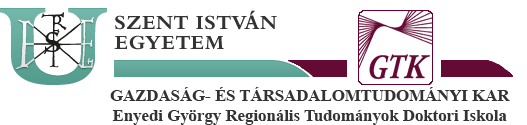 SZENT ISTVÁN
EGYETEM
GTK
GAZDASÁG- ÉS TÁRSADALOMTUDOMÁNYI KAR
Enyedi György Regionális Tudományok Doktori Iskola